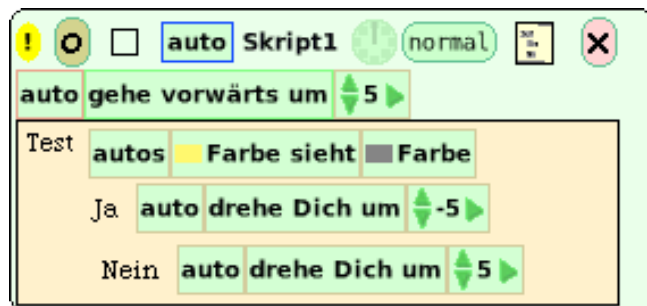 ! O auto Skript1 normal
auto gehe vorwärts um 5
Test autos Farbe sieht Farbe
Ja auto drehe Dich um -5
Nein auto drehe Dich um 5